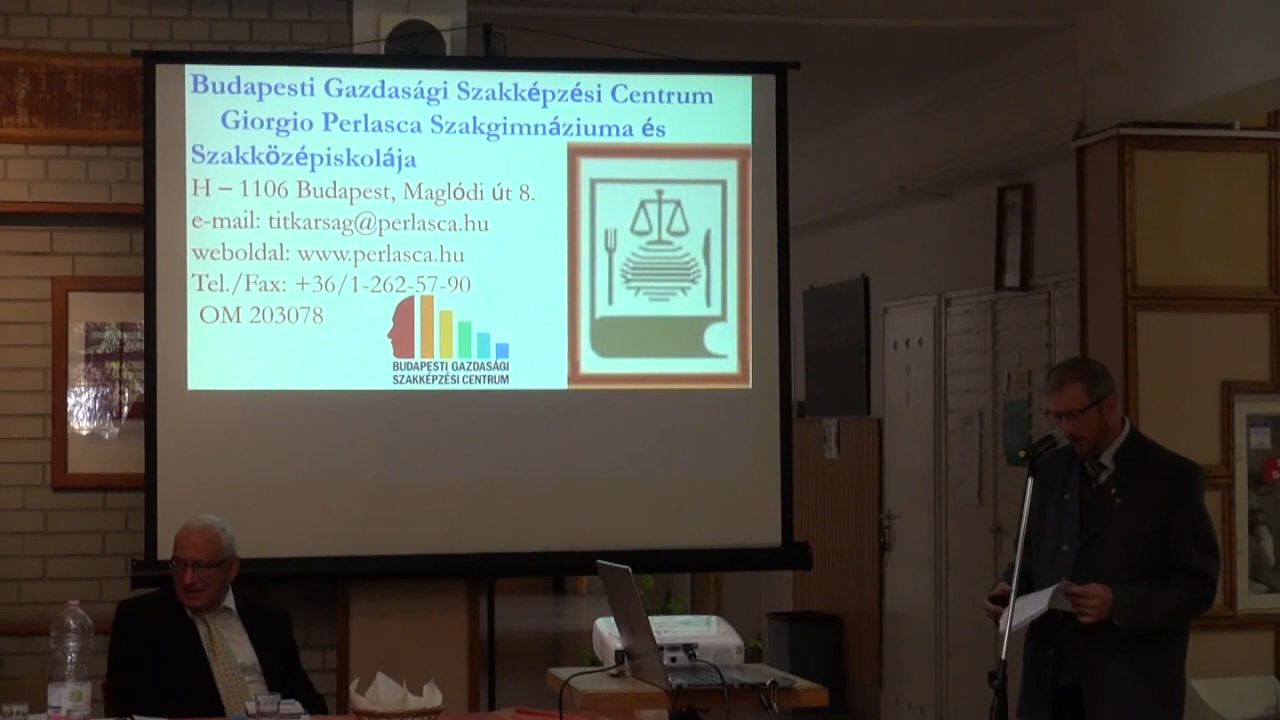 Budapesti Gazdasági Szakképzési Centrum
Giorgio Perlasca Szakgimnáziuma és
Szakközépiskolája
H – 1106 Budapest, Maglódi út 8.
e-mail: titkarsag@perlasca.hu
weboldal: www.perlasca.hu
Tel./Fax: +36/1-262-57-90
OM 203078
BUDAPESTI GAZDASÁGI
SZAKKÉPZÉSI CENTRUM